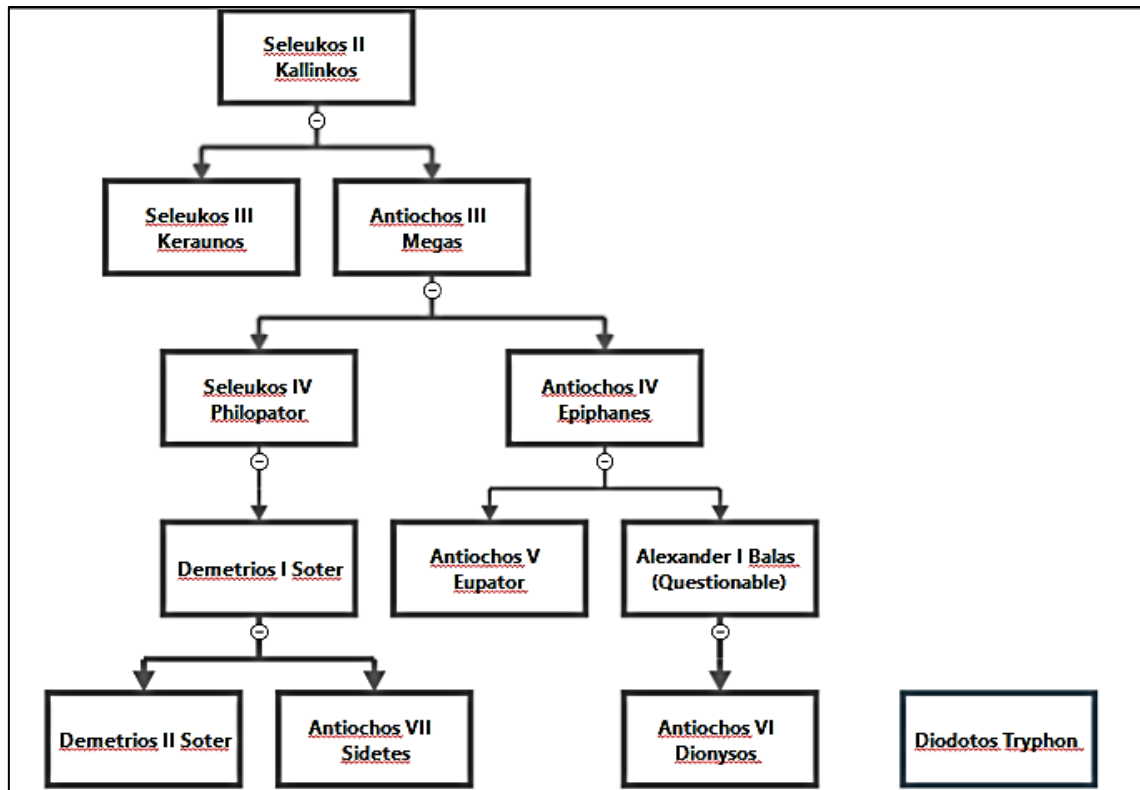 Seleukos II
Kallinkos
Seleukos III
Keraunos
Antiochos III
Megas
Seleukos IV
Philopator
Antiochos IV
Epiphanes
Demetrios I Soter
Antiochos V
Eupator
Alexander I Balas
(Questionable)
Demetrios II Soter
Antiochos VII
Sidetes
Antiochos VI
Dionysos
Diodotos Tryphon